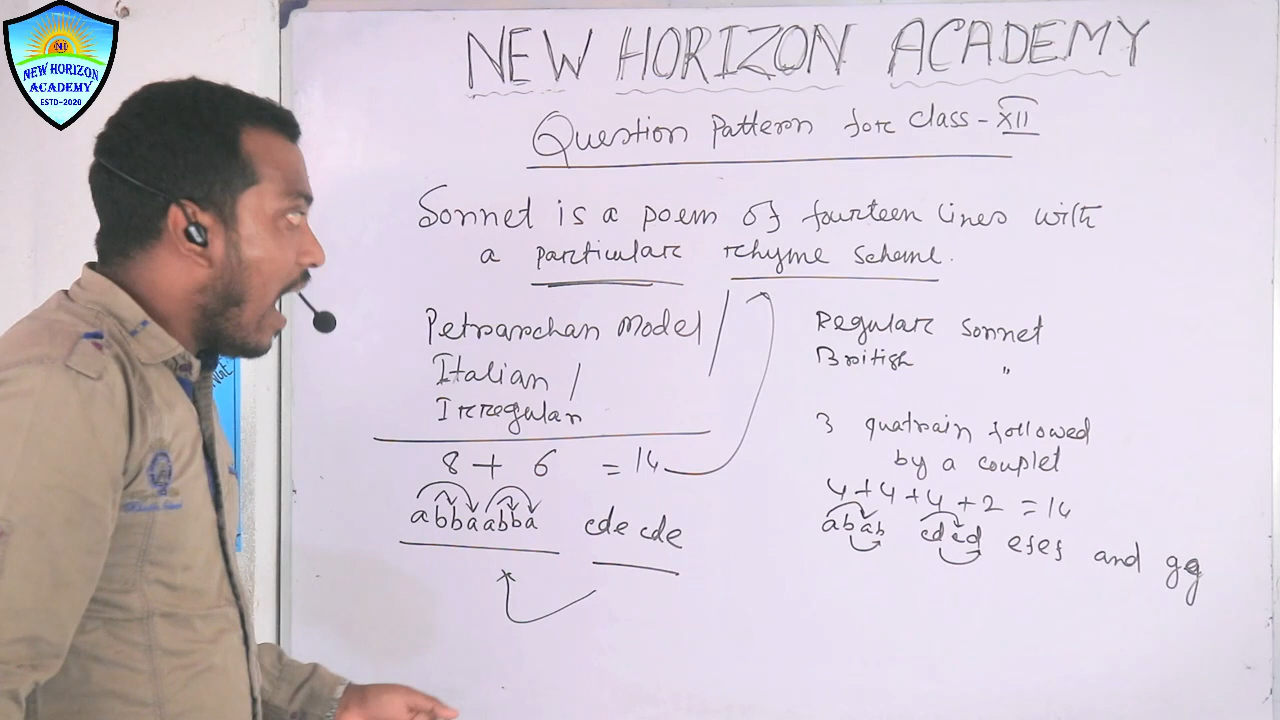 NEW HORIZON
ACADEMY
ESTD-2020
NEW HORIZON ACADEMY
Question Pattern for class - XII
Sonnet is a poem of fourteen lines with
a particular rhyme scheme.
Petrarchan Model /
Italian /
Irregular
8 + 6 = 14
abbaabba cde cde
Regular Sonnet
British "
3 quatrain followed
by a couplet
4 + 4 + 4 + 2 = 14
abab cdcd efef and gg